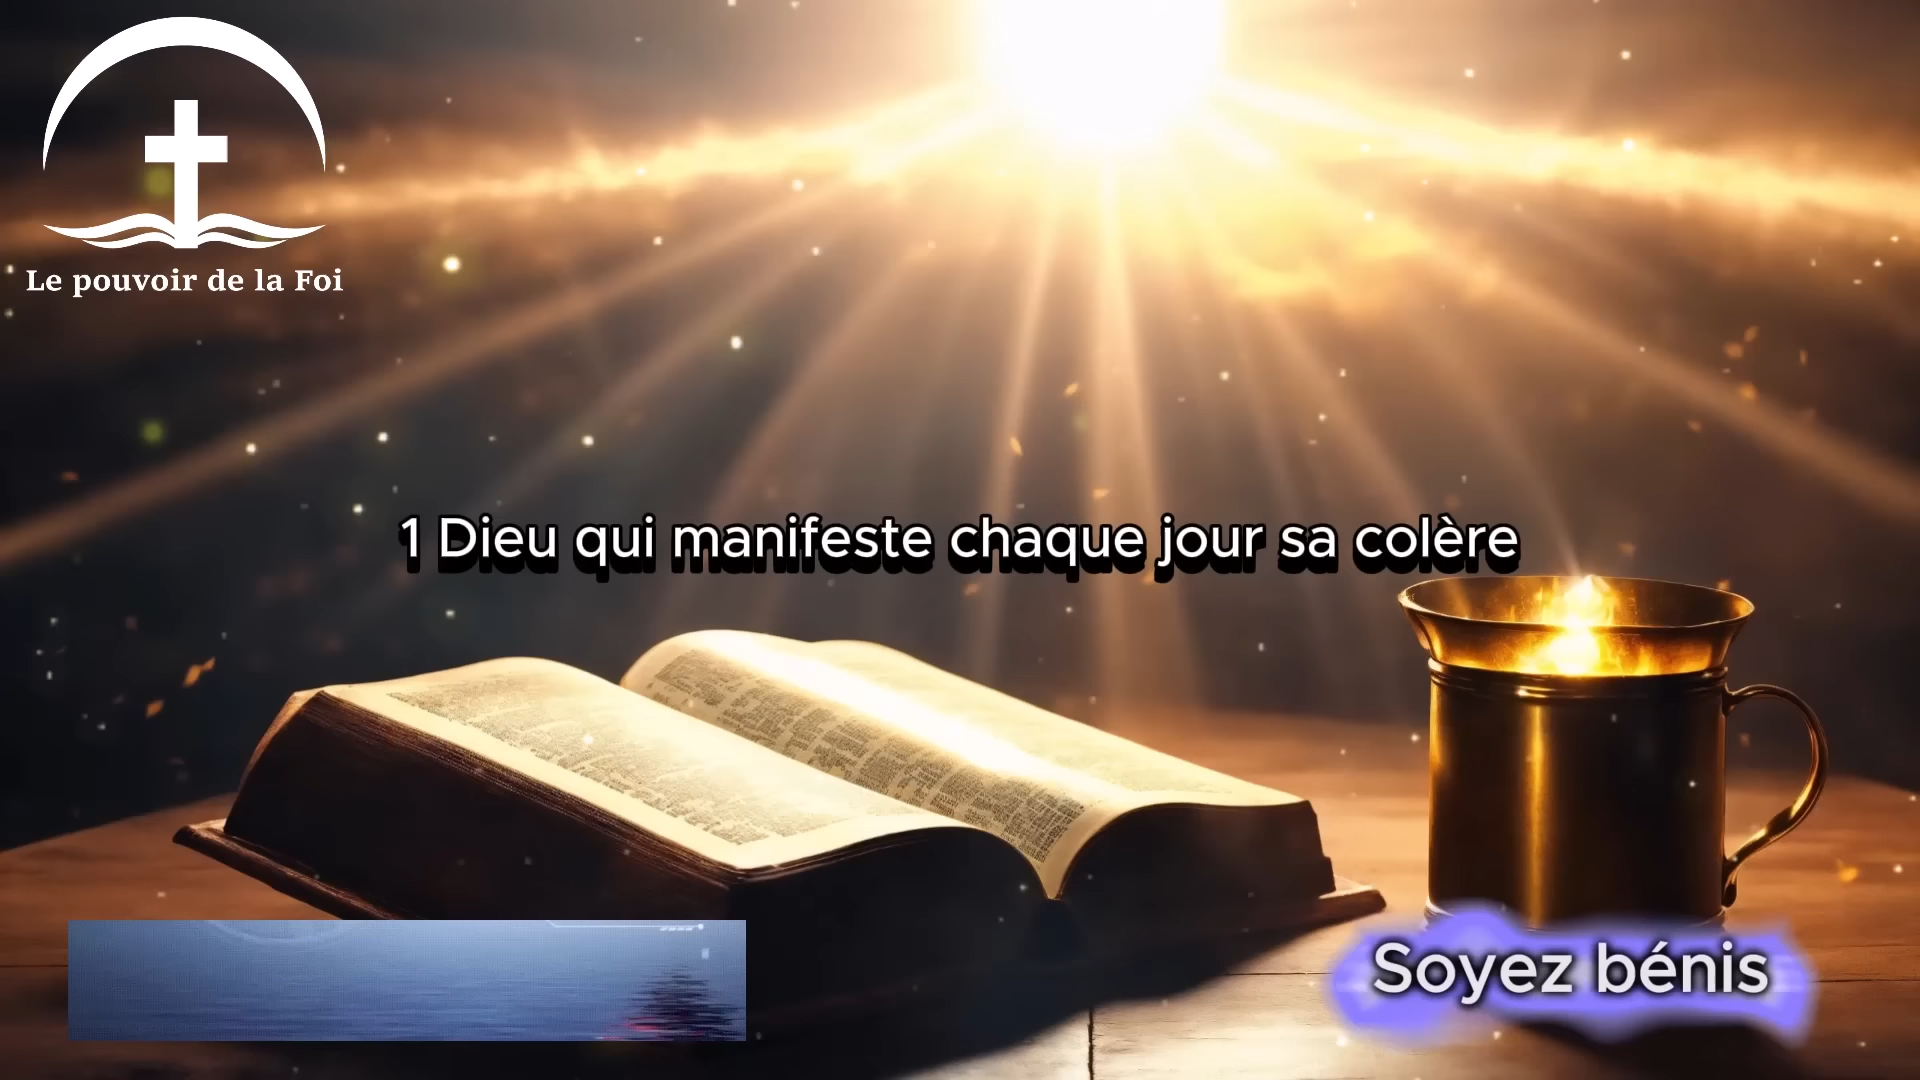 Le pouvoir de la Foi
1 Dieu qui manifeste chaque jour sa colère
Soyez bénis